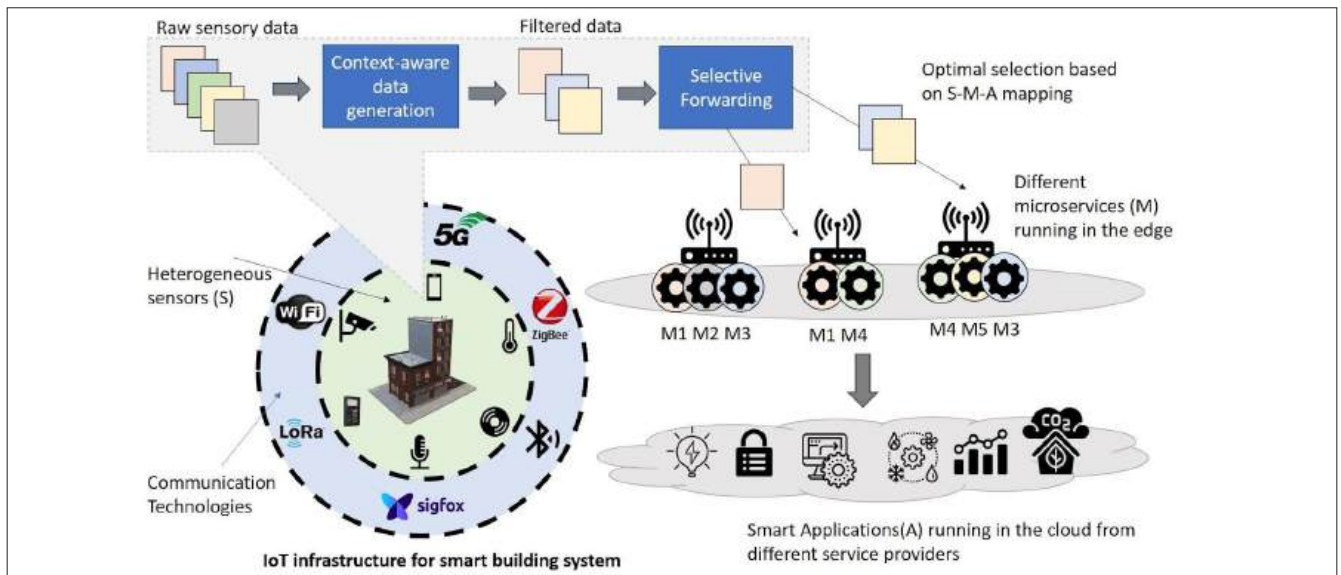 Raw sensory data
Filtered data
Context-aware
data
generation
Selective
Forwarding
Optimal selection based
on S-M-A mapping
Different
microservices (M)
running in the edge
5G
Heterogeneous
sensors (S)
WiFi
ZigBee
M1 M2 M3
M1 M4
M4 M5 M3
LoRa
CO2
Communication
Technologies
sigfox
Smart Applications(A) running in the cloud from
different service providers
IoT infrastructure for smart building system